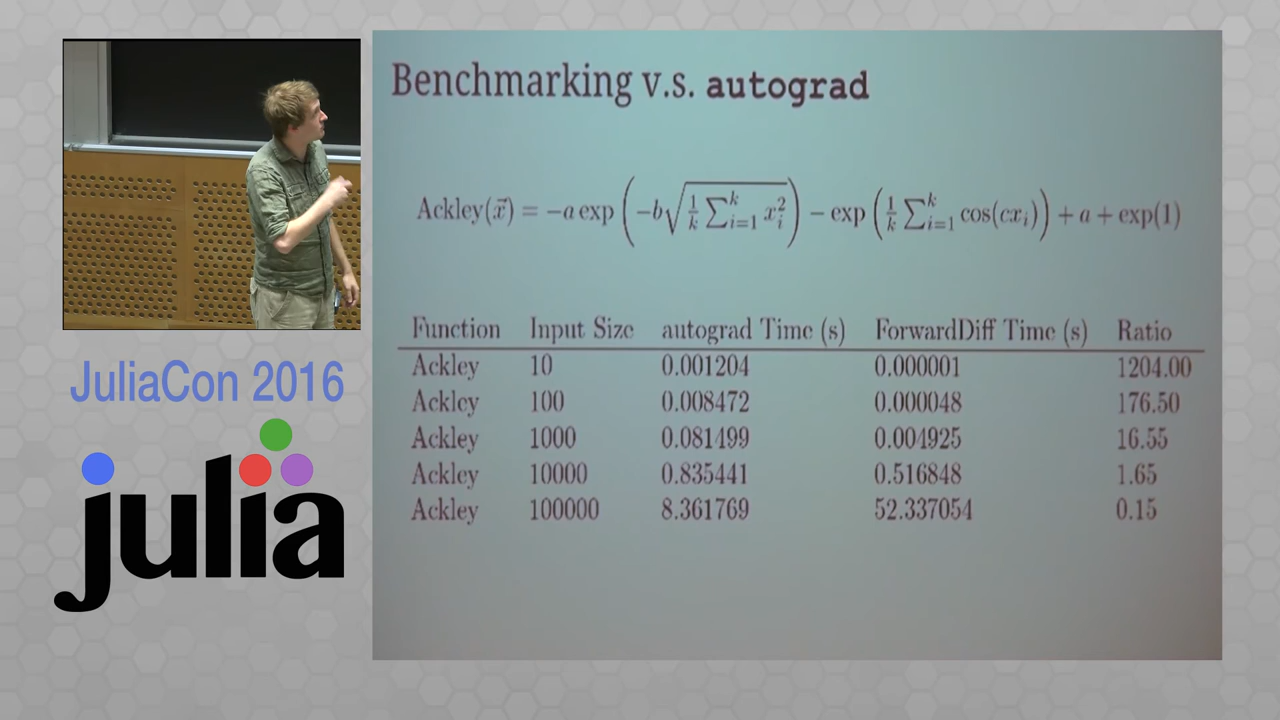 Benchmarking v.s. autograd
Ackley(x⃗) = −a exp (−b√(1/k ∑ᵢ₌₁ᵏ xᵢ²)) − exp (1/k ∑ᵢ₌₁ᵏ cos(cxᵢ)) + a + exp(1)
Function Input Size autograd Time (s) ForwardDiff Time (s) Ratio
Ackley 10 0.001204 0.000001 1204.00
Ackley 100 0.008472 0.000048 176.50
Ackley 1000 0.081499 0.004925 16.55
Ackley 10000 0.835441 0.516848 1.65
Ackley 100000 8.361769 52.337054 0.15
JuliaCon 2016
julia